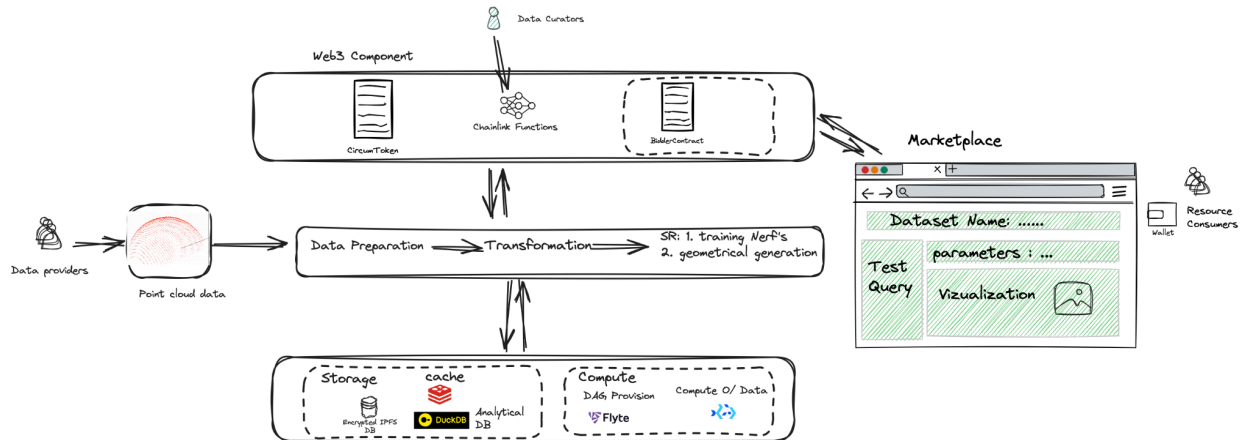 Data Curators
Web3 Component
CircumToken
Chainlink Functions
BidderContract
Marketplace
Data providers
Point cloud data
Data Preparation
Transformation
SR: 1. training Nerf's
2. geometrical generation
Dataset Name: ......
parameters : ...
Test
Query
Vizualization
Wallet
Resource
Consumers
Storage
cache
Encrypted IPFS
DB
DuckDB
Analytical
DB
Compute
DAG Provision
Flyte
Compute O/ Data